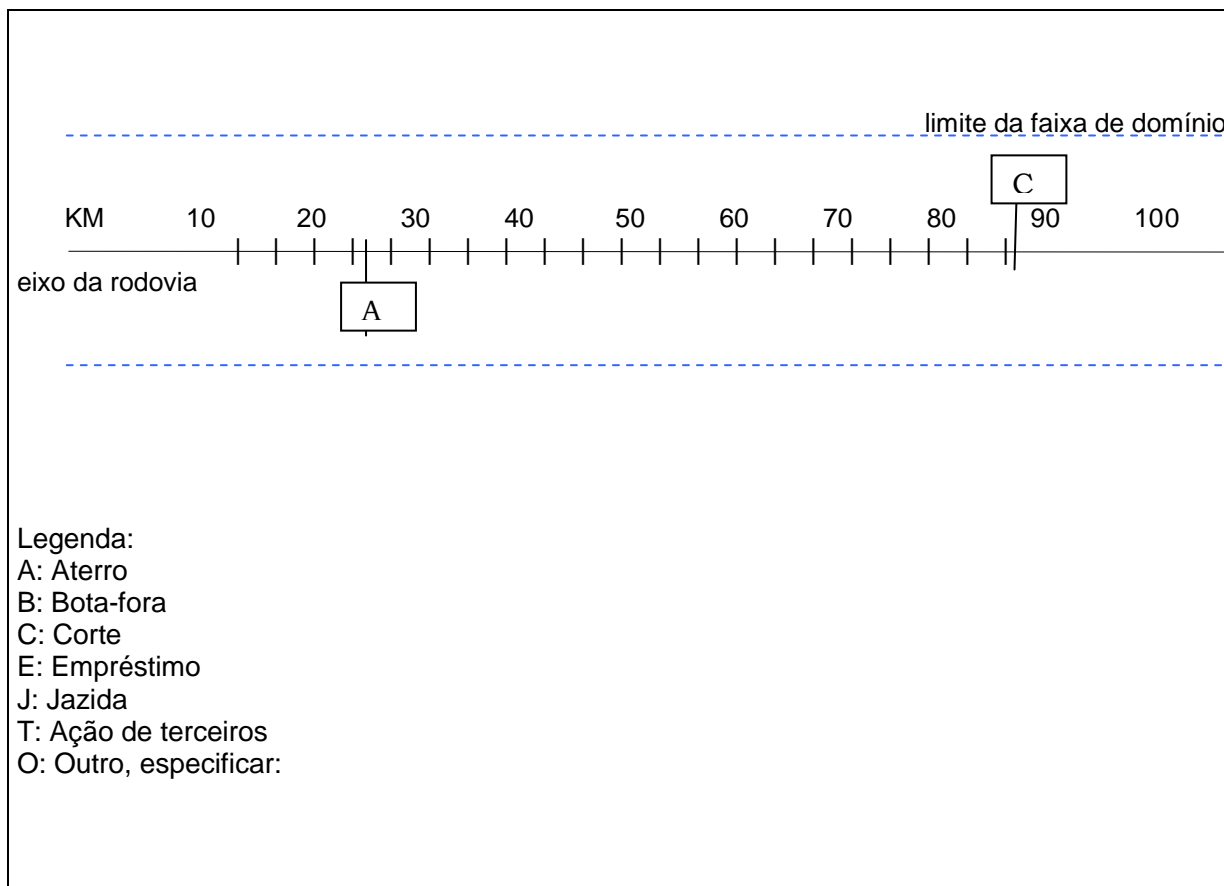 limite da faixa de domínio
C
KM 10 20 30 40 50 60 70 80 90 100
eixo da rodovia
A
Legenda:
A: Aterro
B: Bota-fora
C: Corte
E: Empréstimo
J: Jazida
T: Ação de terceiros
O: Outro, especificar: